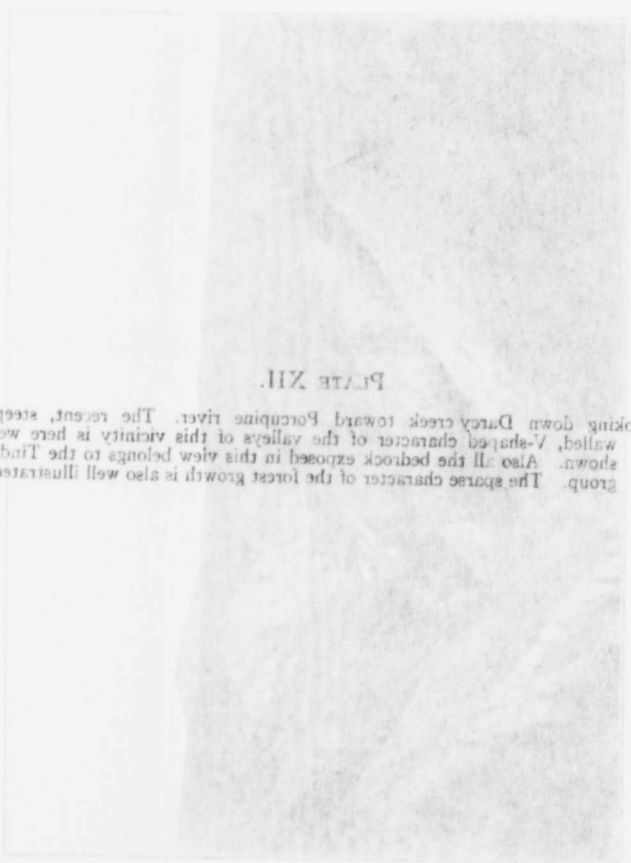 PLATE XII.
oking down Darcy creek toward Porcupine river. The recent, steep
walled, V-shaped character of the valleys of this vicinity is here we
shown. Also all the bedrock exposed in this view belongs to the Tind
group. The sparse character of the forest growth is also well illustrated